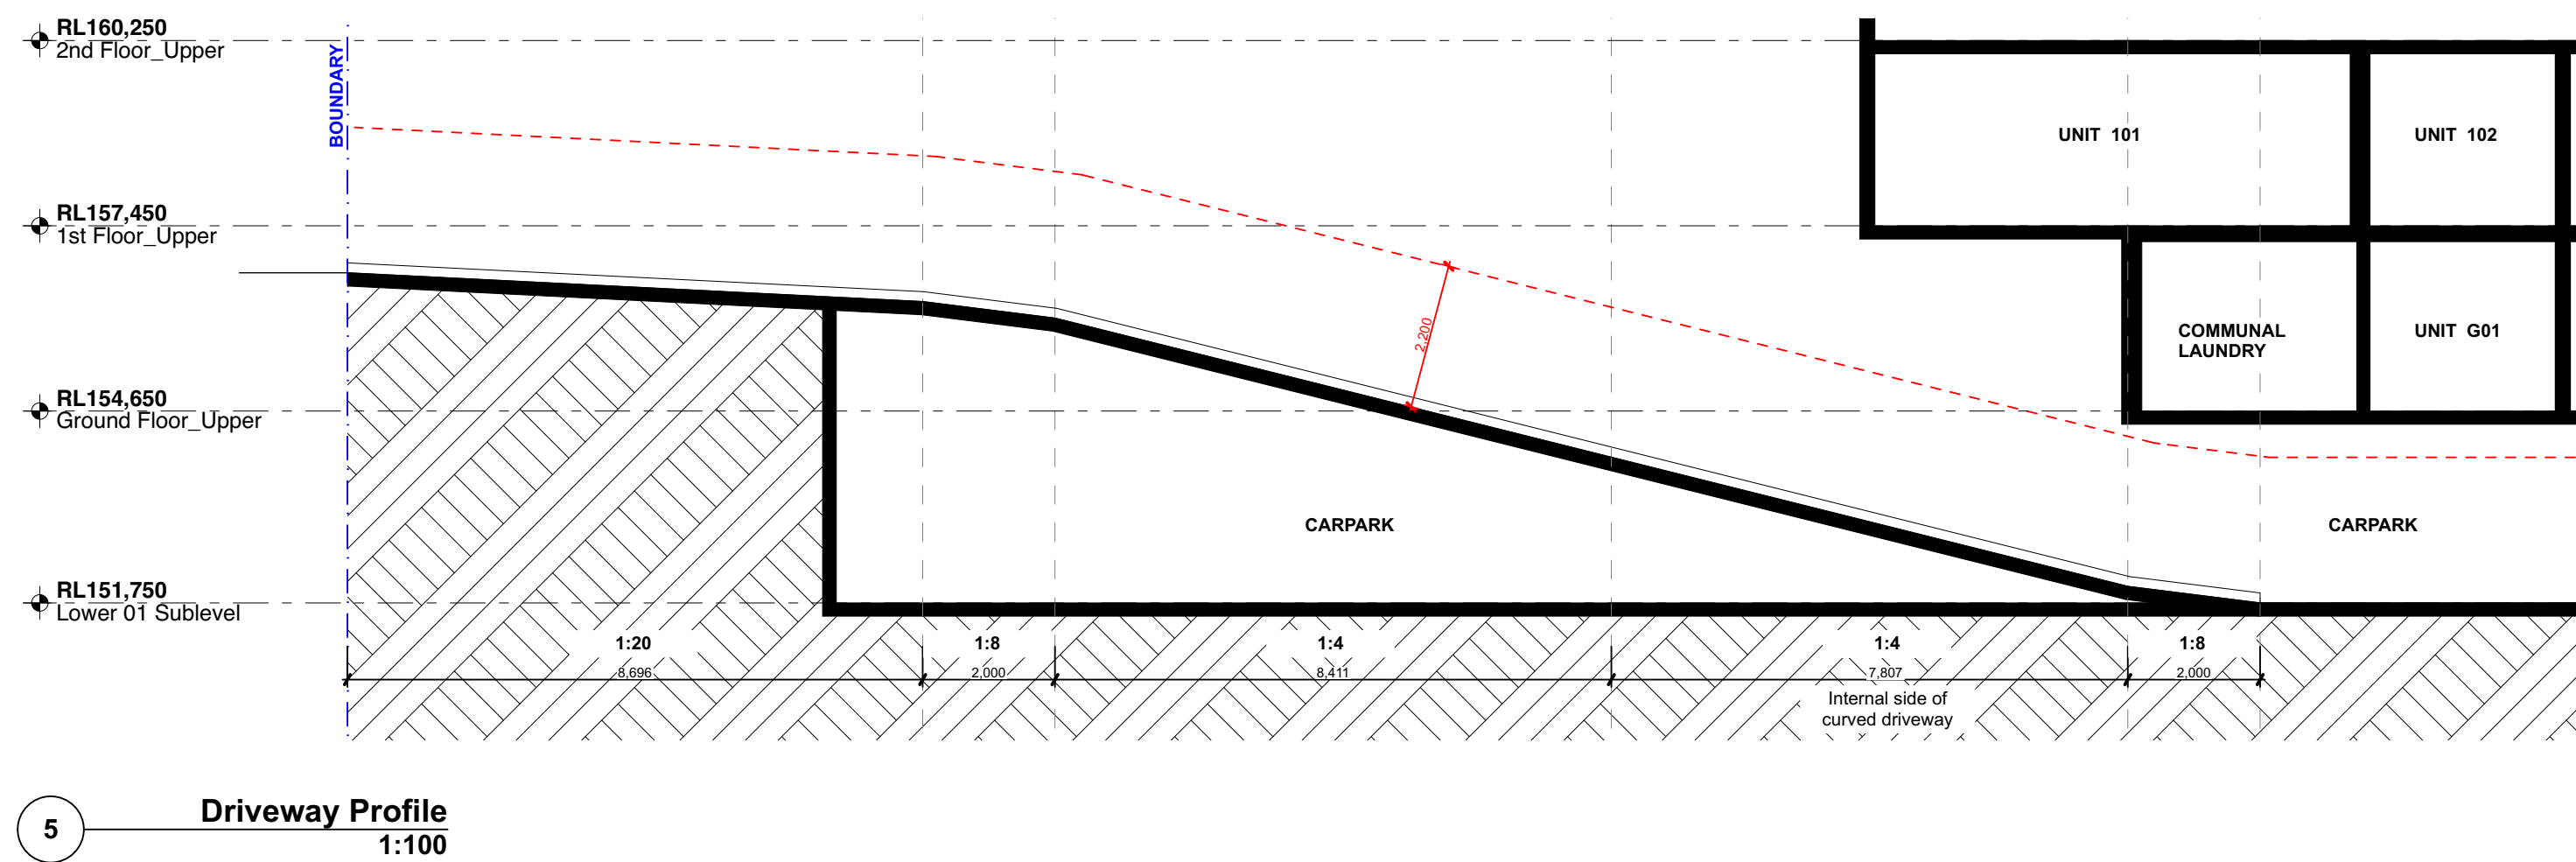 RL160,250
2nd Floor_Upper
BOUNDARY
UNIT 101
UNIT 102
RL157,450
1st Floor_Upper
2,200
COMMUNAL
LAUNDRY
UNIT G01
RL154,650
Ground Floor_Upper
CARPARK
CARPARK
RL151,750
Lower 01 Sublevel
1:20
1:8
1:4
1:4
1:8
8,696
2,000
8,411
7,807
2,000
Internal side of
curved driveway
5
Driveway Profile
1:100